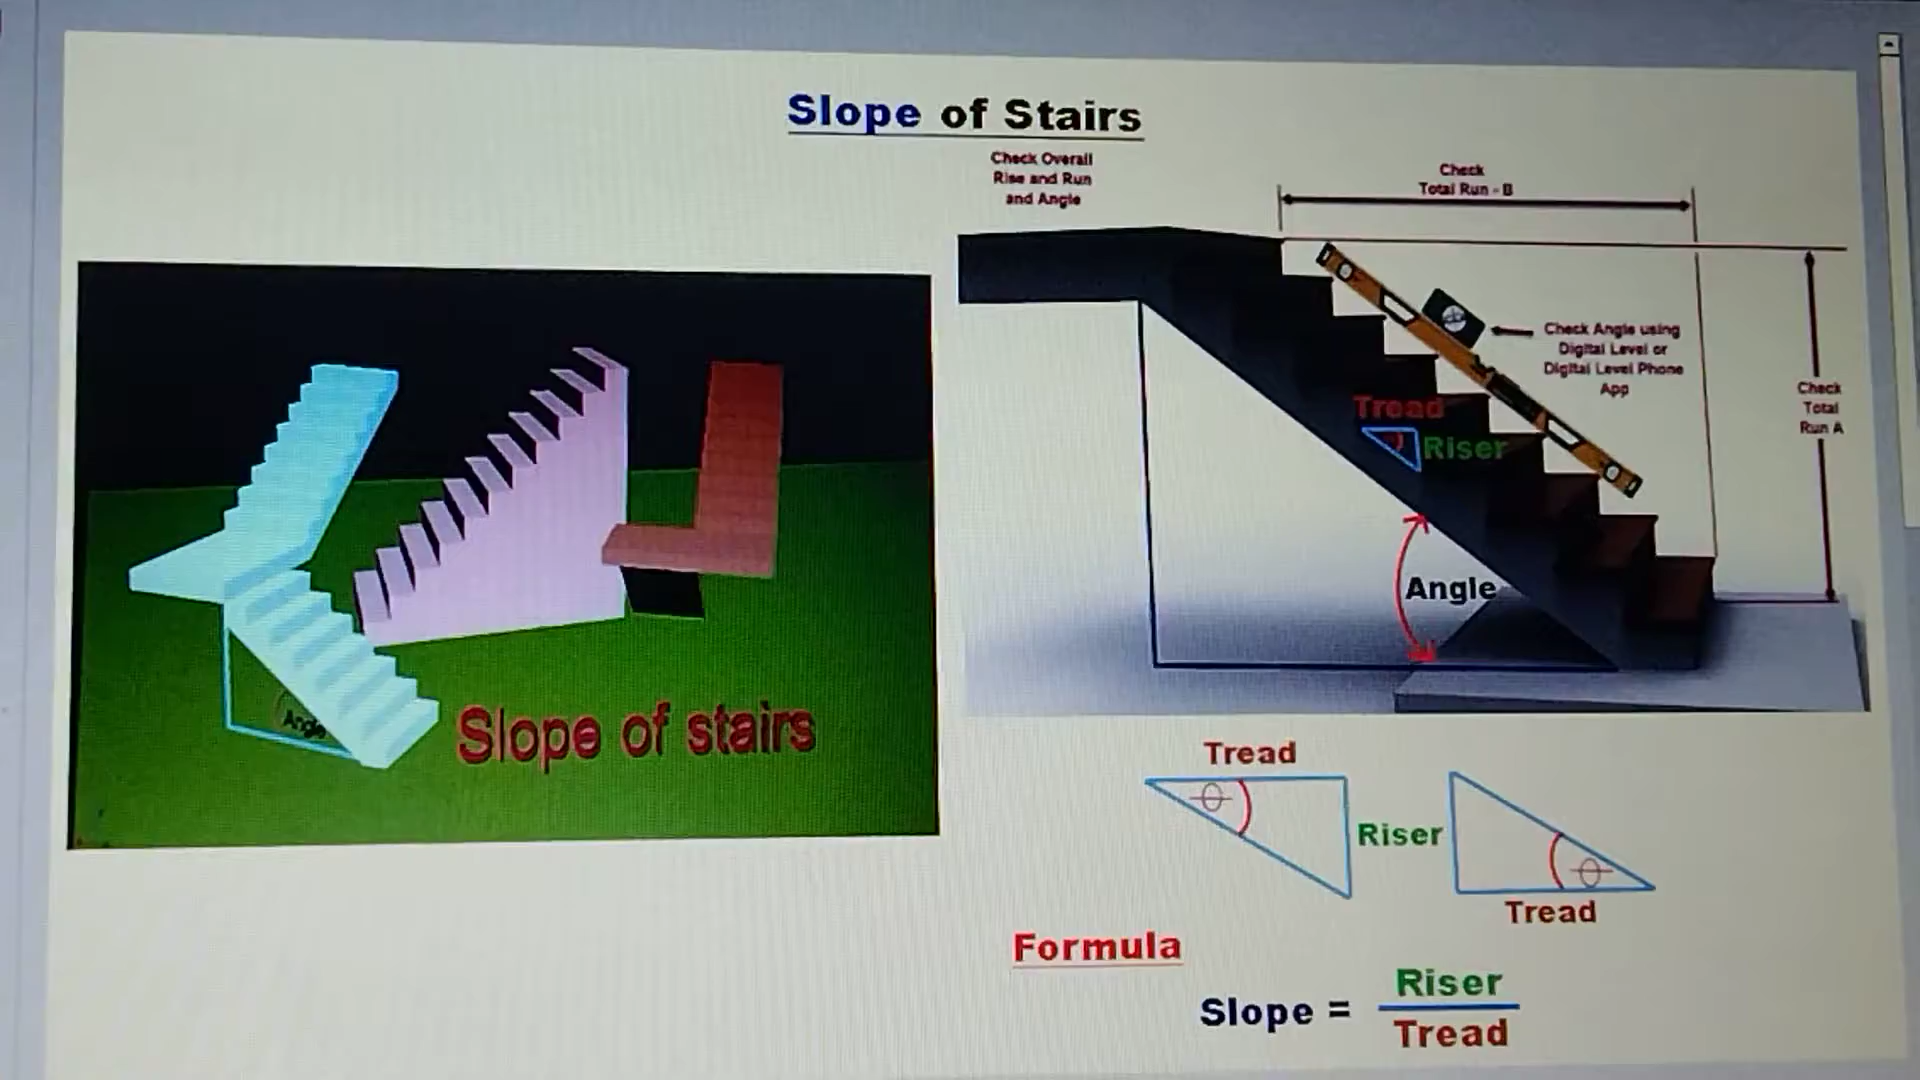 Slope of Stairs
Check Overall
Rise and Run
and Angle
Check
Total Run - B
Check Angle using
Digital Level or
Digital Level Phone
App
Check
Total
Run A
Tread
Riser
Angle
Angle
Slope of stairs
Tread
θ
Riser
θ
Tread
Formula
Slope = Riser
Tread